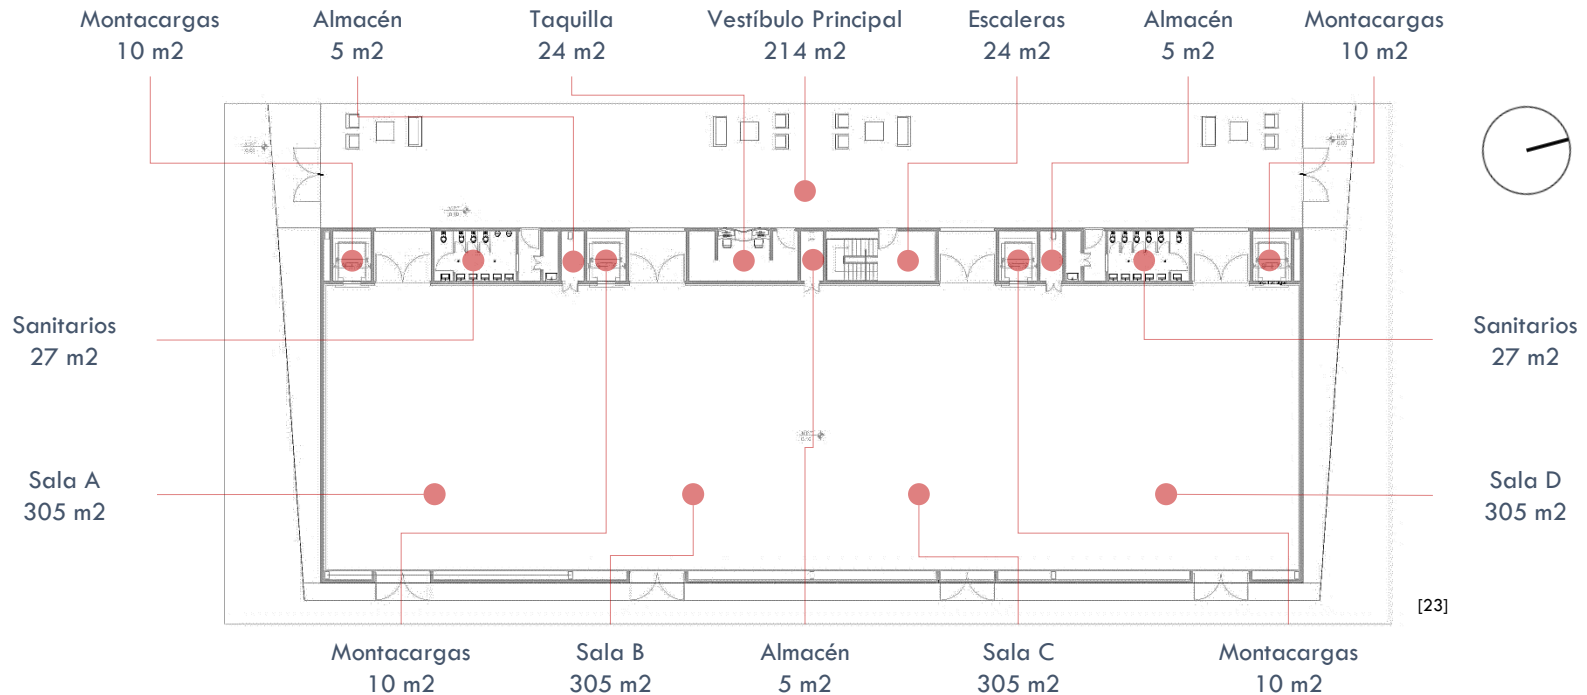 Montacargas
10 m2
Almacén
5 m2
Taquilla
24 m2
Vestíbulo Principal
214 m2
Escaleras
24 m2
Almacén
5 m2
Montacargas
10 m2
Sanitarios
27 m2
Sanitarios
27 m2
Sala A
305 m2
Sala D
305 m2
[23]
Montacargas
10 m2
Sala B
305 m2
Almacén
5 m2
Sala C
305 m2
Montacargas
10 m2